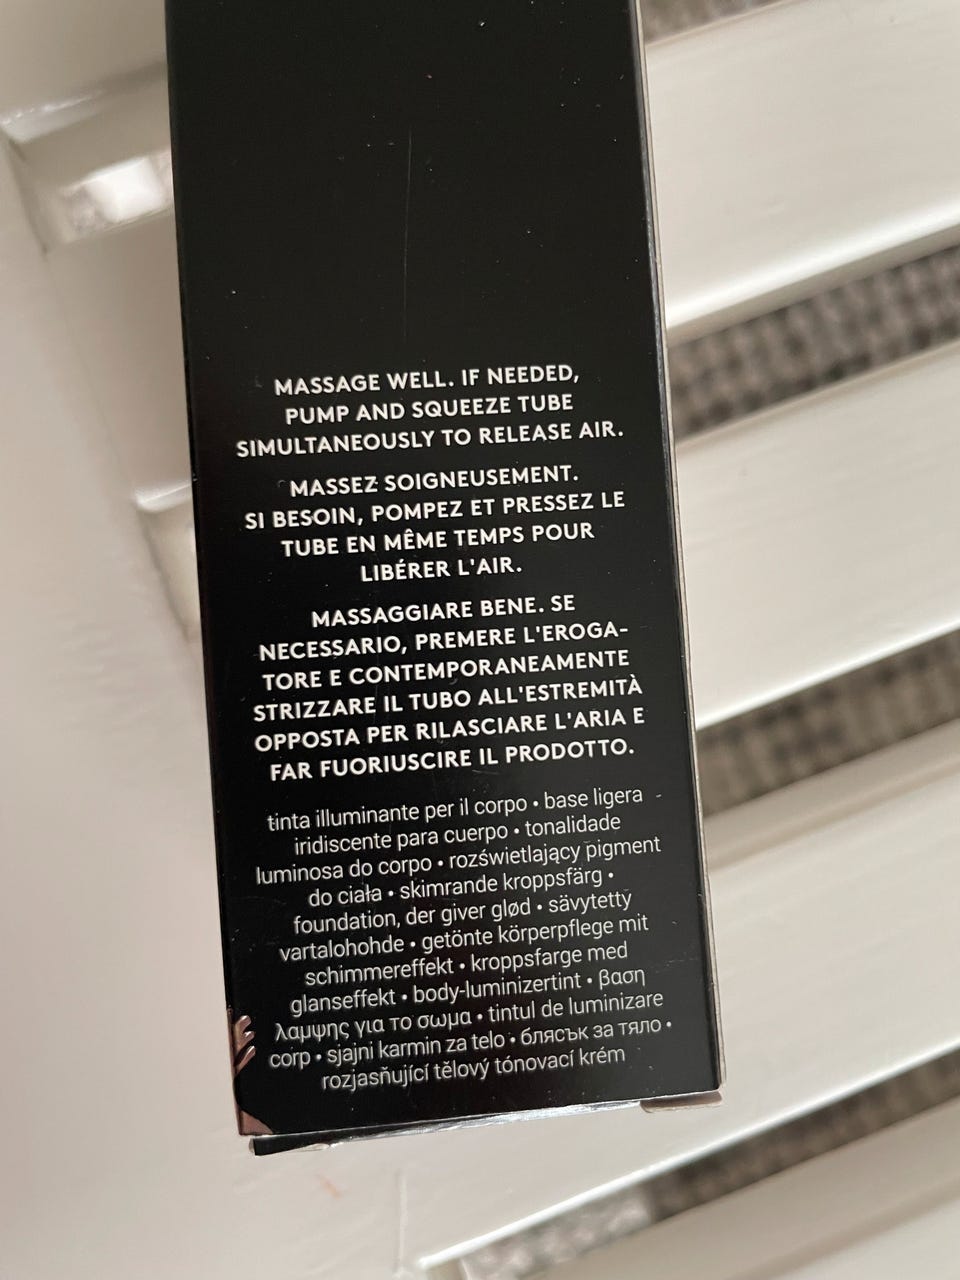 MASSAGE WELL. IF NEEDED,
PUMP AND SQUEEZE TUBE
SIMULTANEOUSLY TO RELEASE AIR.
MASSEZ SOIGNEUSEMENT.
SI BESOIN, POMPEZ ET PRESSEZ LE
TUBE EN MÊME TEMPS POUR
LIBÉRER L'AIR.
MASSAGGIARE BENE. SE
NECESSARIO, PREMERE L'EROGA-
TORE E CONTEMPORANEAMENTE
STRIZZARE IL TUBO ALL'ESTREMITÀ
OPPOSTA PER RILASCIARE L'ARIA E
FAR FUORIUSCIRE IL PRODOTTO.
tinta illuminante per il corpo • base ligera
iridiscente para cuerpo • tonalidade
luminosa do corpo • rozświetlający pigment
do ciała • skimrande kroppsfärg •
foundation, der giver glød • sävytetty
vartalohohde • getönte körperpflege mit
schimmereffekt • kroppsfarge med
glanseffekt • body-luminizertint • βαση
λαμψης για το σωμα • tintul de luminizare
corp • sjajni karmin za telo • блясък за тяло •
rozjasňující tělový tónovací krém